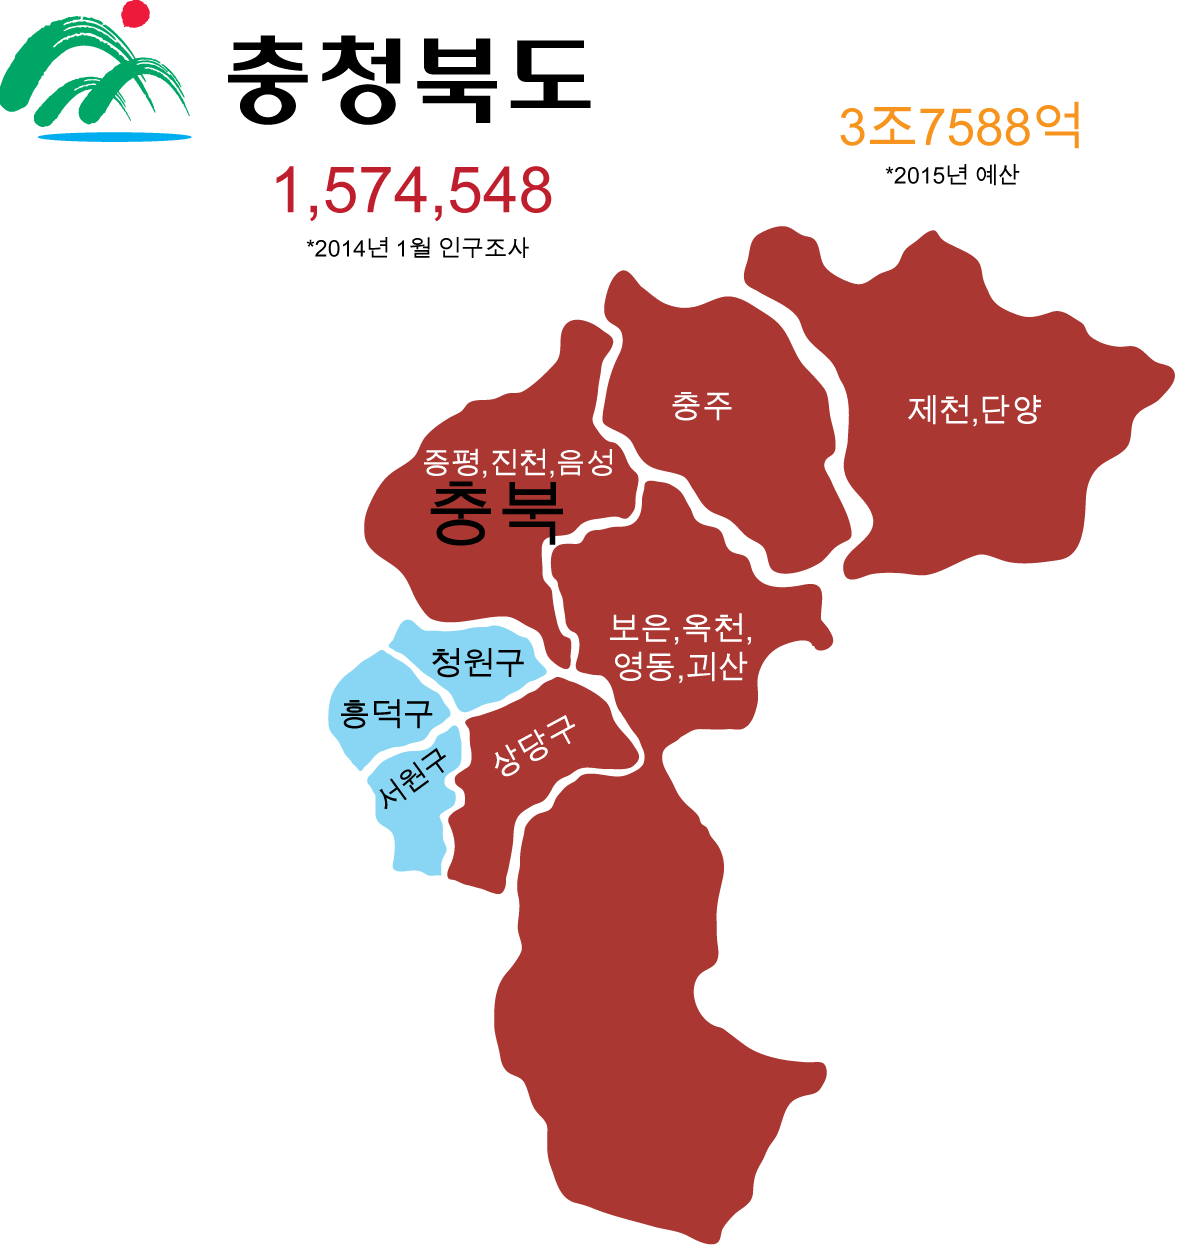 충청북도
3조7588억
*2015년 예산
1,574,548
*2014년 1월 인구조사
충주
제천,단양
증평,진천,음성
충북
보은,옥천,
영동,괴산
청원구
흥덕구
상당구
서원구